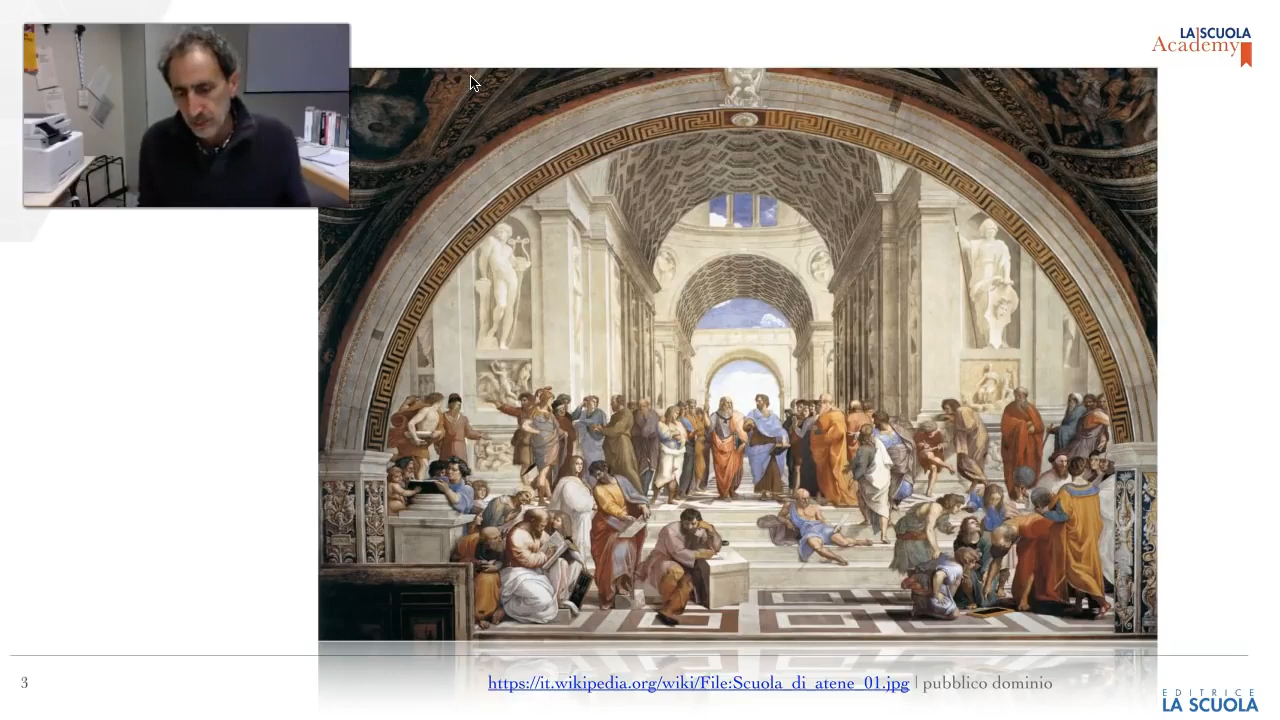 LA SCUOLA
Academy
3
https://it.wikipedia.org/wiki/File:Scuola_di_atene_01.jpg | pubblico dominio
EDITRICE
LA SCUOLA